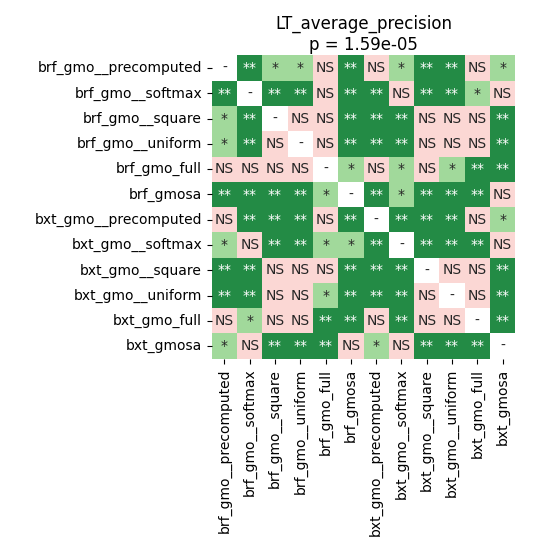 LT_average_precision
p = 1.59e-05
brf_gmo__precomputed - ** * * NS ** NS * ** ** NS *
brf_gmo__softmax ** - ** ** NS ** ** NS ** ** * NS
brf_gmo__square * ** - NS NS ** ** ** NS NS NS **
brf_gmo__uniform * ** NS - NS ** ** ** NS NS NS **
brf_gmo_full NS NS NS NS - * NS * NS * ** **
brf_gmosa ** ** ** ** * - ** * ** ** ** NS
bxt_gmo__precomputed NS ** ** ** NS ** - ** ** ** NS *
bxt_gmo__softmax * NS ** ** * * ** - ** ** ** NS
bxt_gmo__square ** ** NS NS NS ** ** ** - NS NS **
bxt_gmo__uniform ** ** NS NS * ** ** ** NS - NS **
bxt_gmo_full NS * NS NS ** ** NS ** NS NS - **
bxt_gmosa * NS ** ** ** NS * NS ** ** ** -
brf_gmo__precomputed
brf_gmo__softmax
brf_gmo__square
brf_gmo__uniform
brf_gmo_full
brf_gmosa
bxt_gmo__precomputed
bxt_gmo__softmax
bxt_gmo__square
bxt_gmo__uniform
bxt_gmo_full
bxt_gmosa